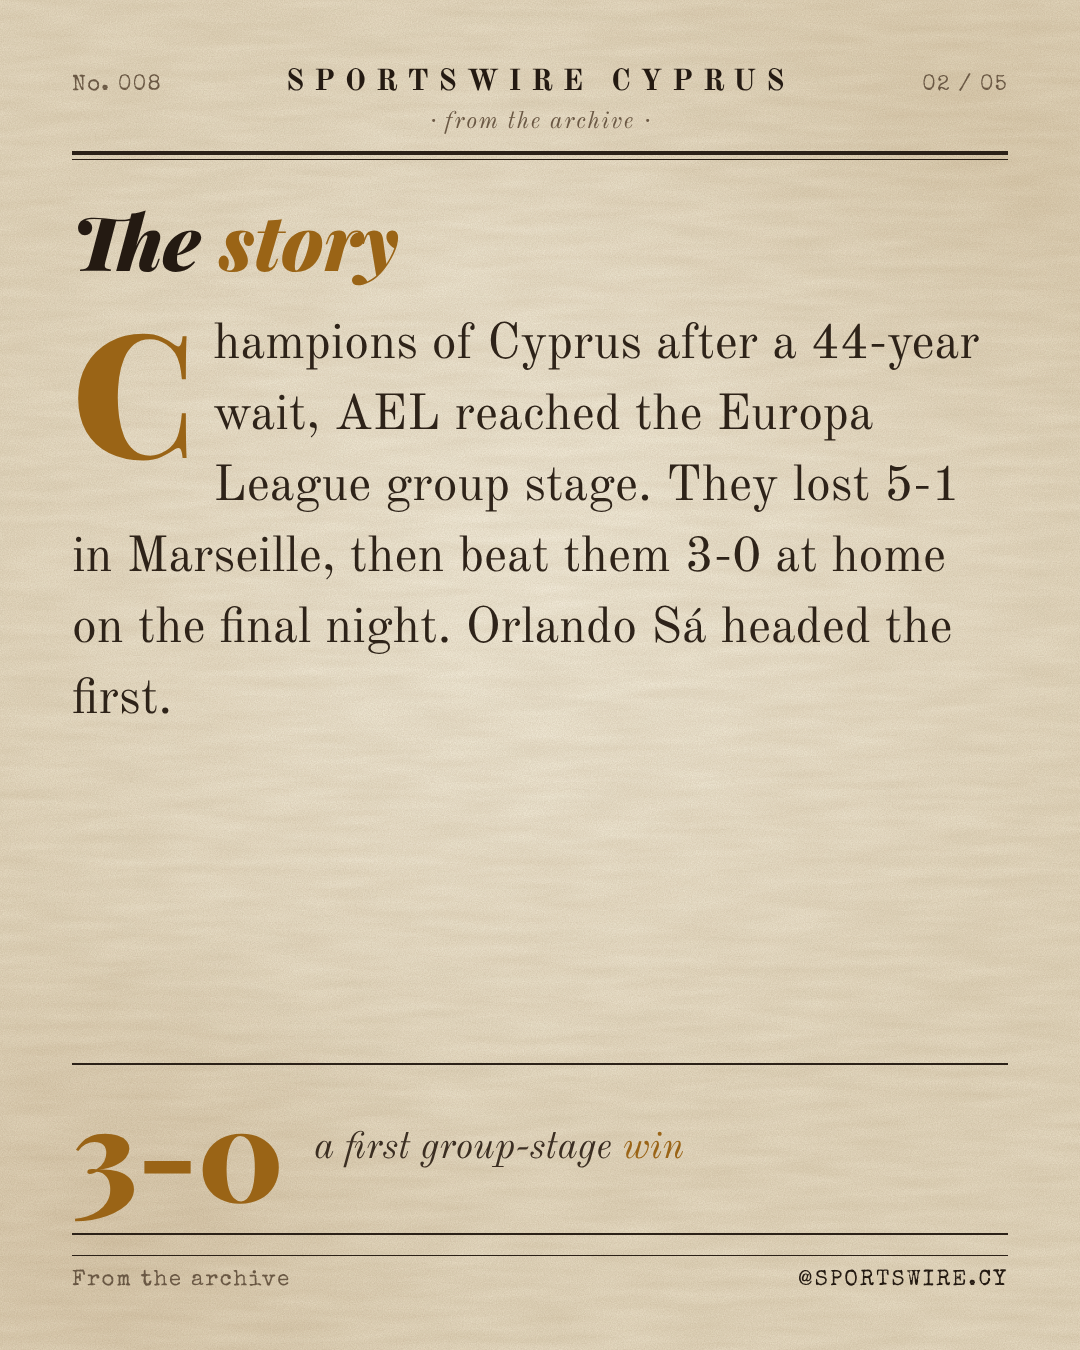 No. 008
SPORTSWIRE CYPRUS
02 / 05
· from the archive ·
The story
Champions of Cyprus after a 44-year
wait, AEL reached the Europa
League group stage. They lost 5-1
in Marseille, then beat them 3-0 at home
on the final night. Orlando Sá headed the
first.
3-0
a first group-stage win
From the archive
@SPORTSWIRE.CY